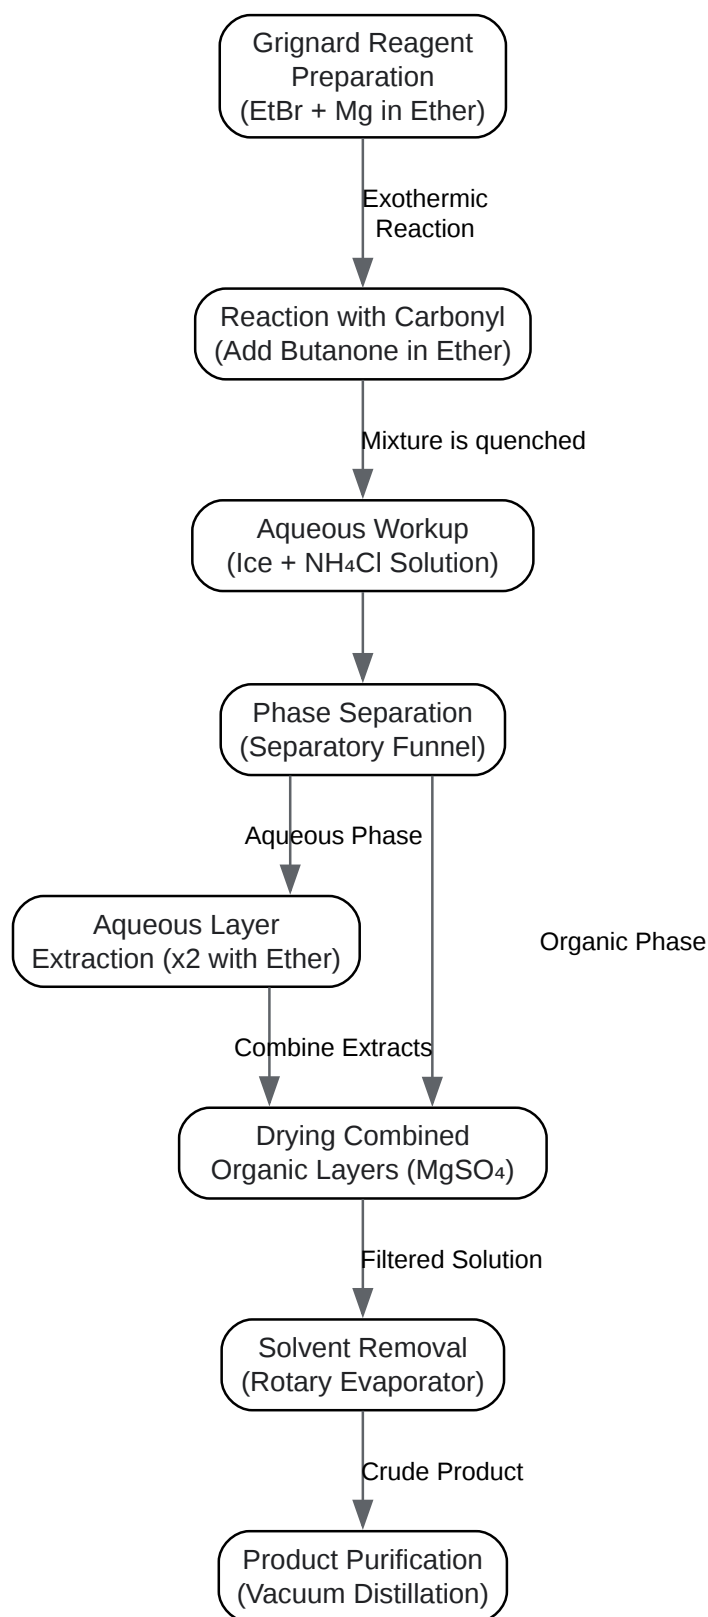 Grignard Reagent
Preparation
(EtBr + Mg in Ether)
Exothermic
Reaction
Reaction with Carbonyl
(Add Butanone in Ether)
Mixture is quenched
Aqueous Workup
(Ice + NH₄Cl Solution)
Phase Separation
(Separatory Funnel)
Aqueous Phase
Aqueous Layer
Extraction (x2 with Ether)
Organic Phase
Combine Extracts
Drying Combined
Organic Layers (MgSO₄)
Filtered Solution
Solvent Removal
(Rotary Evaporator)
Crude Product
Product Purification
(Vacuum Distillation)